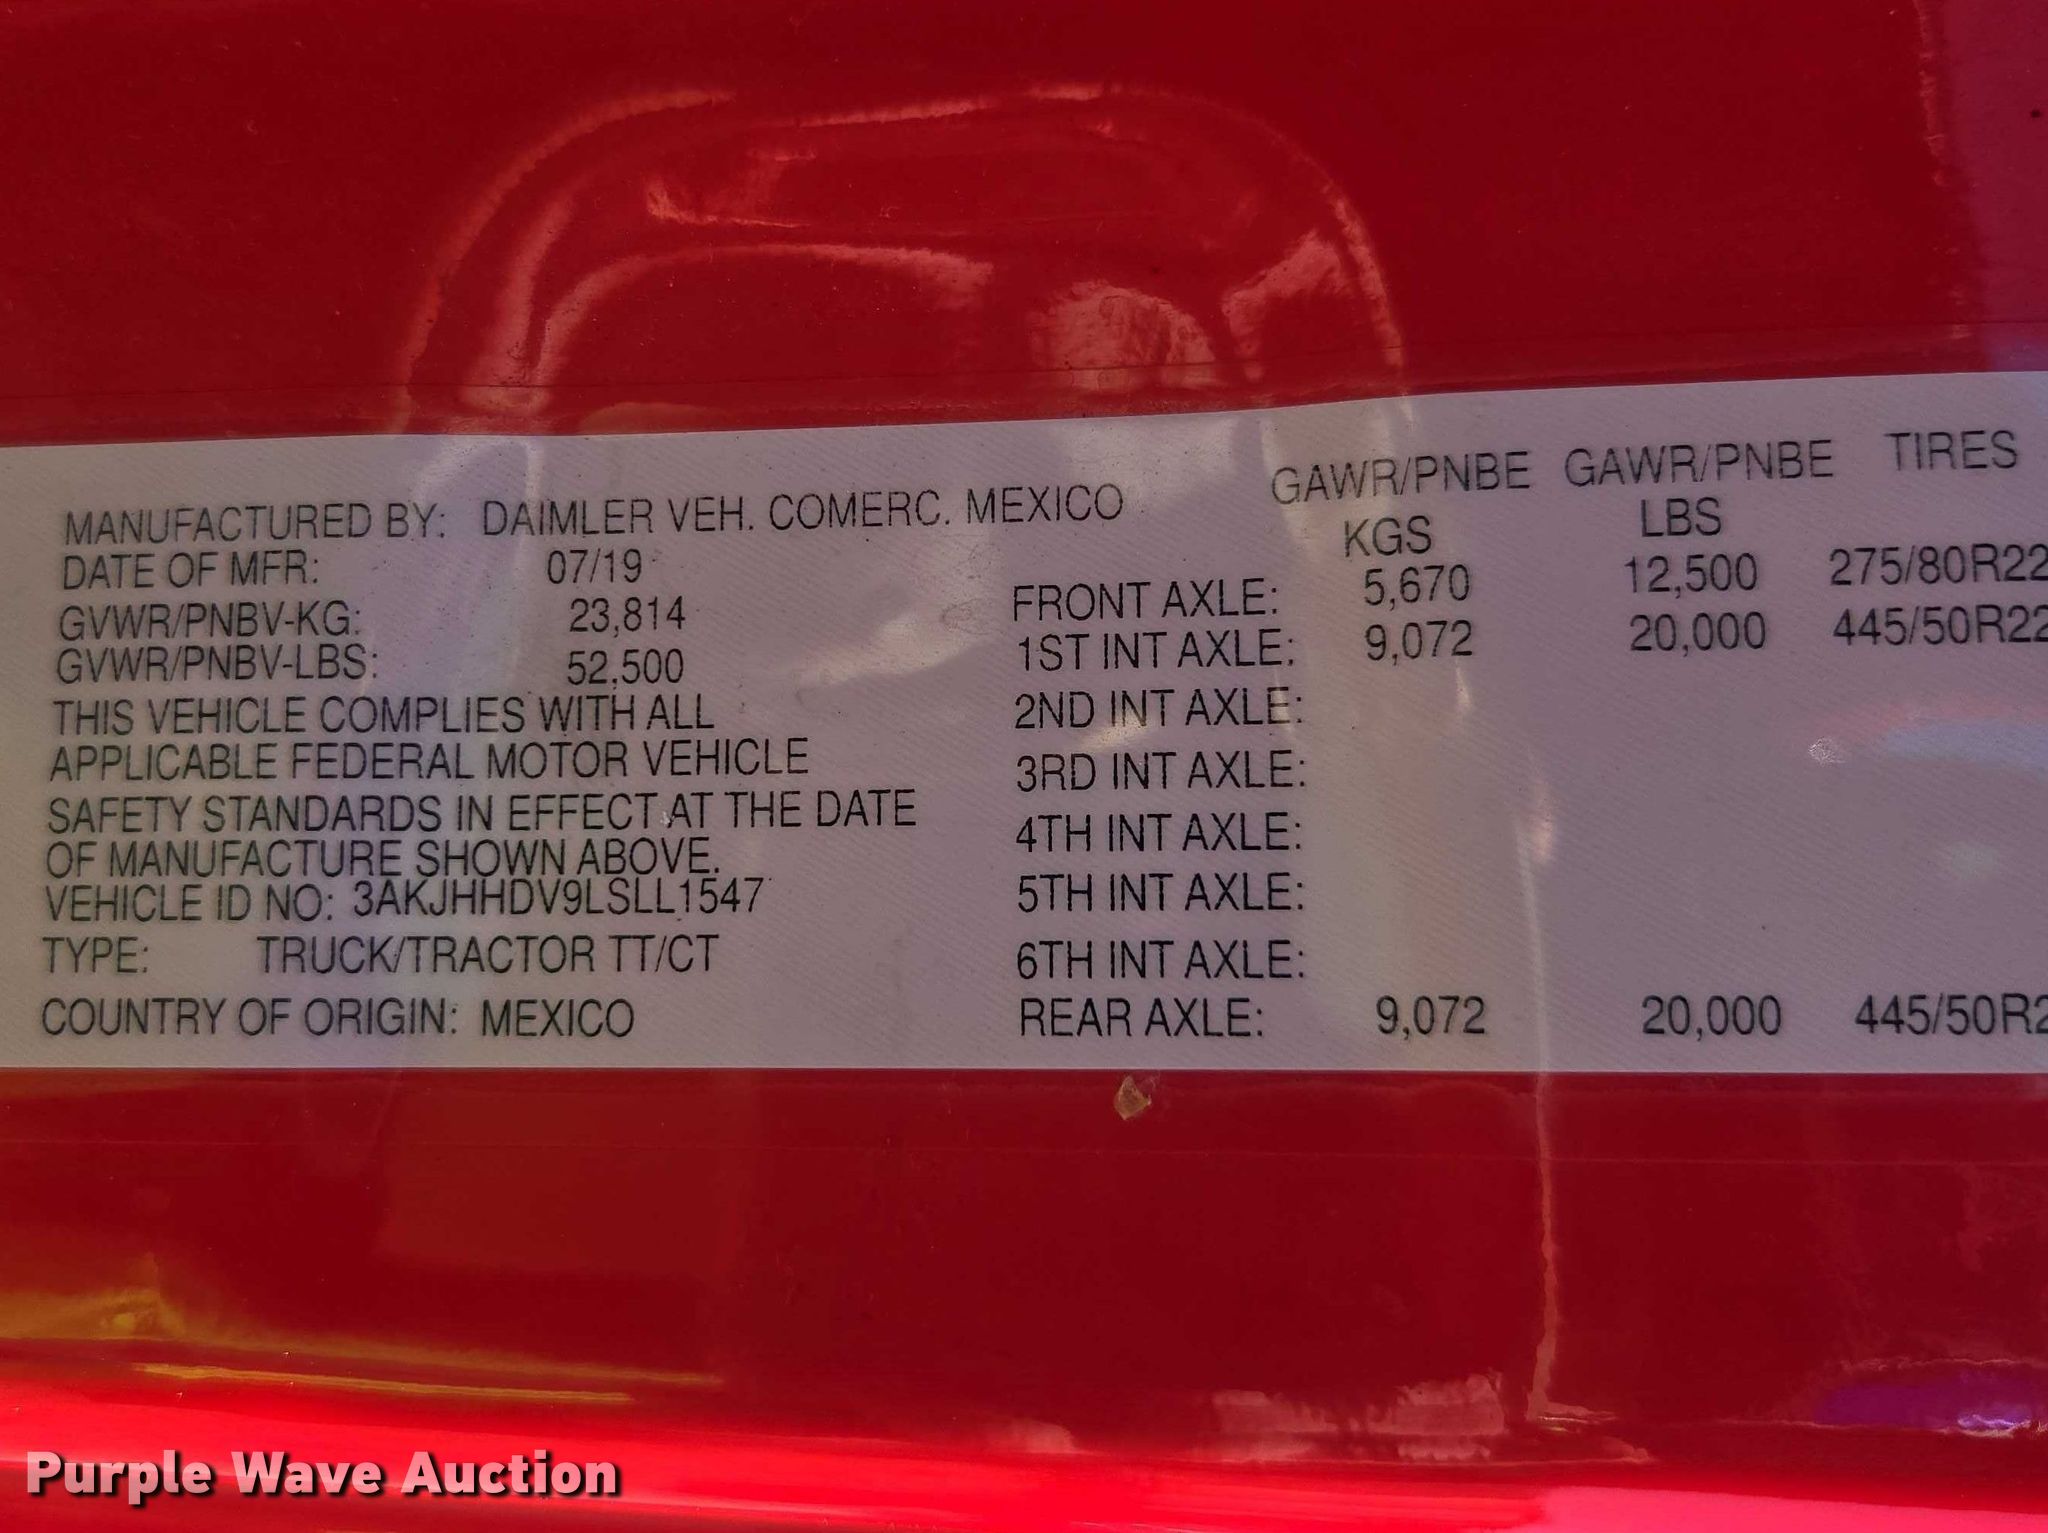 MANUFACTURED BY: DAIMLER VEH. COMERC. MEXICO
DATE OF MFR: 07/19
GVWR/PNBV-KG: 23,814
GVWR/PNBV-LBS: 52,500
THIS VEHICLE COMPLIES WITH ALL
APPLICABLE FEDERAL MOTOR VEHICLE
SAFETY STANDARDS IN EFFECT AT THE DATE
OF MANUFACTURE SHOWN ABOVE.
VEHICLE ID NO: 3AKJHHDV9LSLL1547
TYPE: TRUCK/TRACTOR TT/CT
COUNTRY OF ORIGIN: MEXICO
GAWR/PNBE GAWR/PNBE TIRES
KGS LBS
FRONT AXLE: 5,670 12,500 275/80R22
1ST INT AXLE: 9,072 20,000 445/50R22
2ND INT AXLE:
3RD INT AXLE:
4TH INT AXLE:
5TH INT AXLE:
6TH INT AXLE:
REAR AXLE: 9,072 20,000 445/50R2
Purple Wave Auction